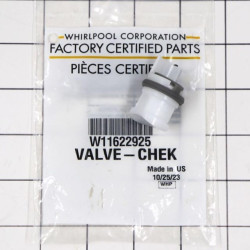 WHIRLPOOL CORPORATION
FACTORY CERTIFIED PARTS
PIÈCES CERTIFI
W11622925
VALVE-CHEK
Made in US
10/25/23
WHP